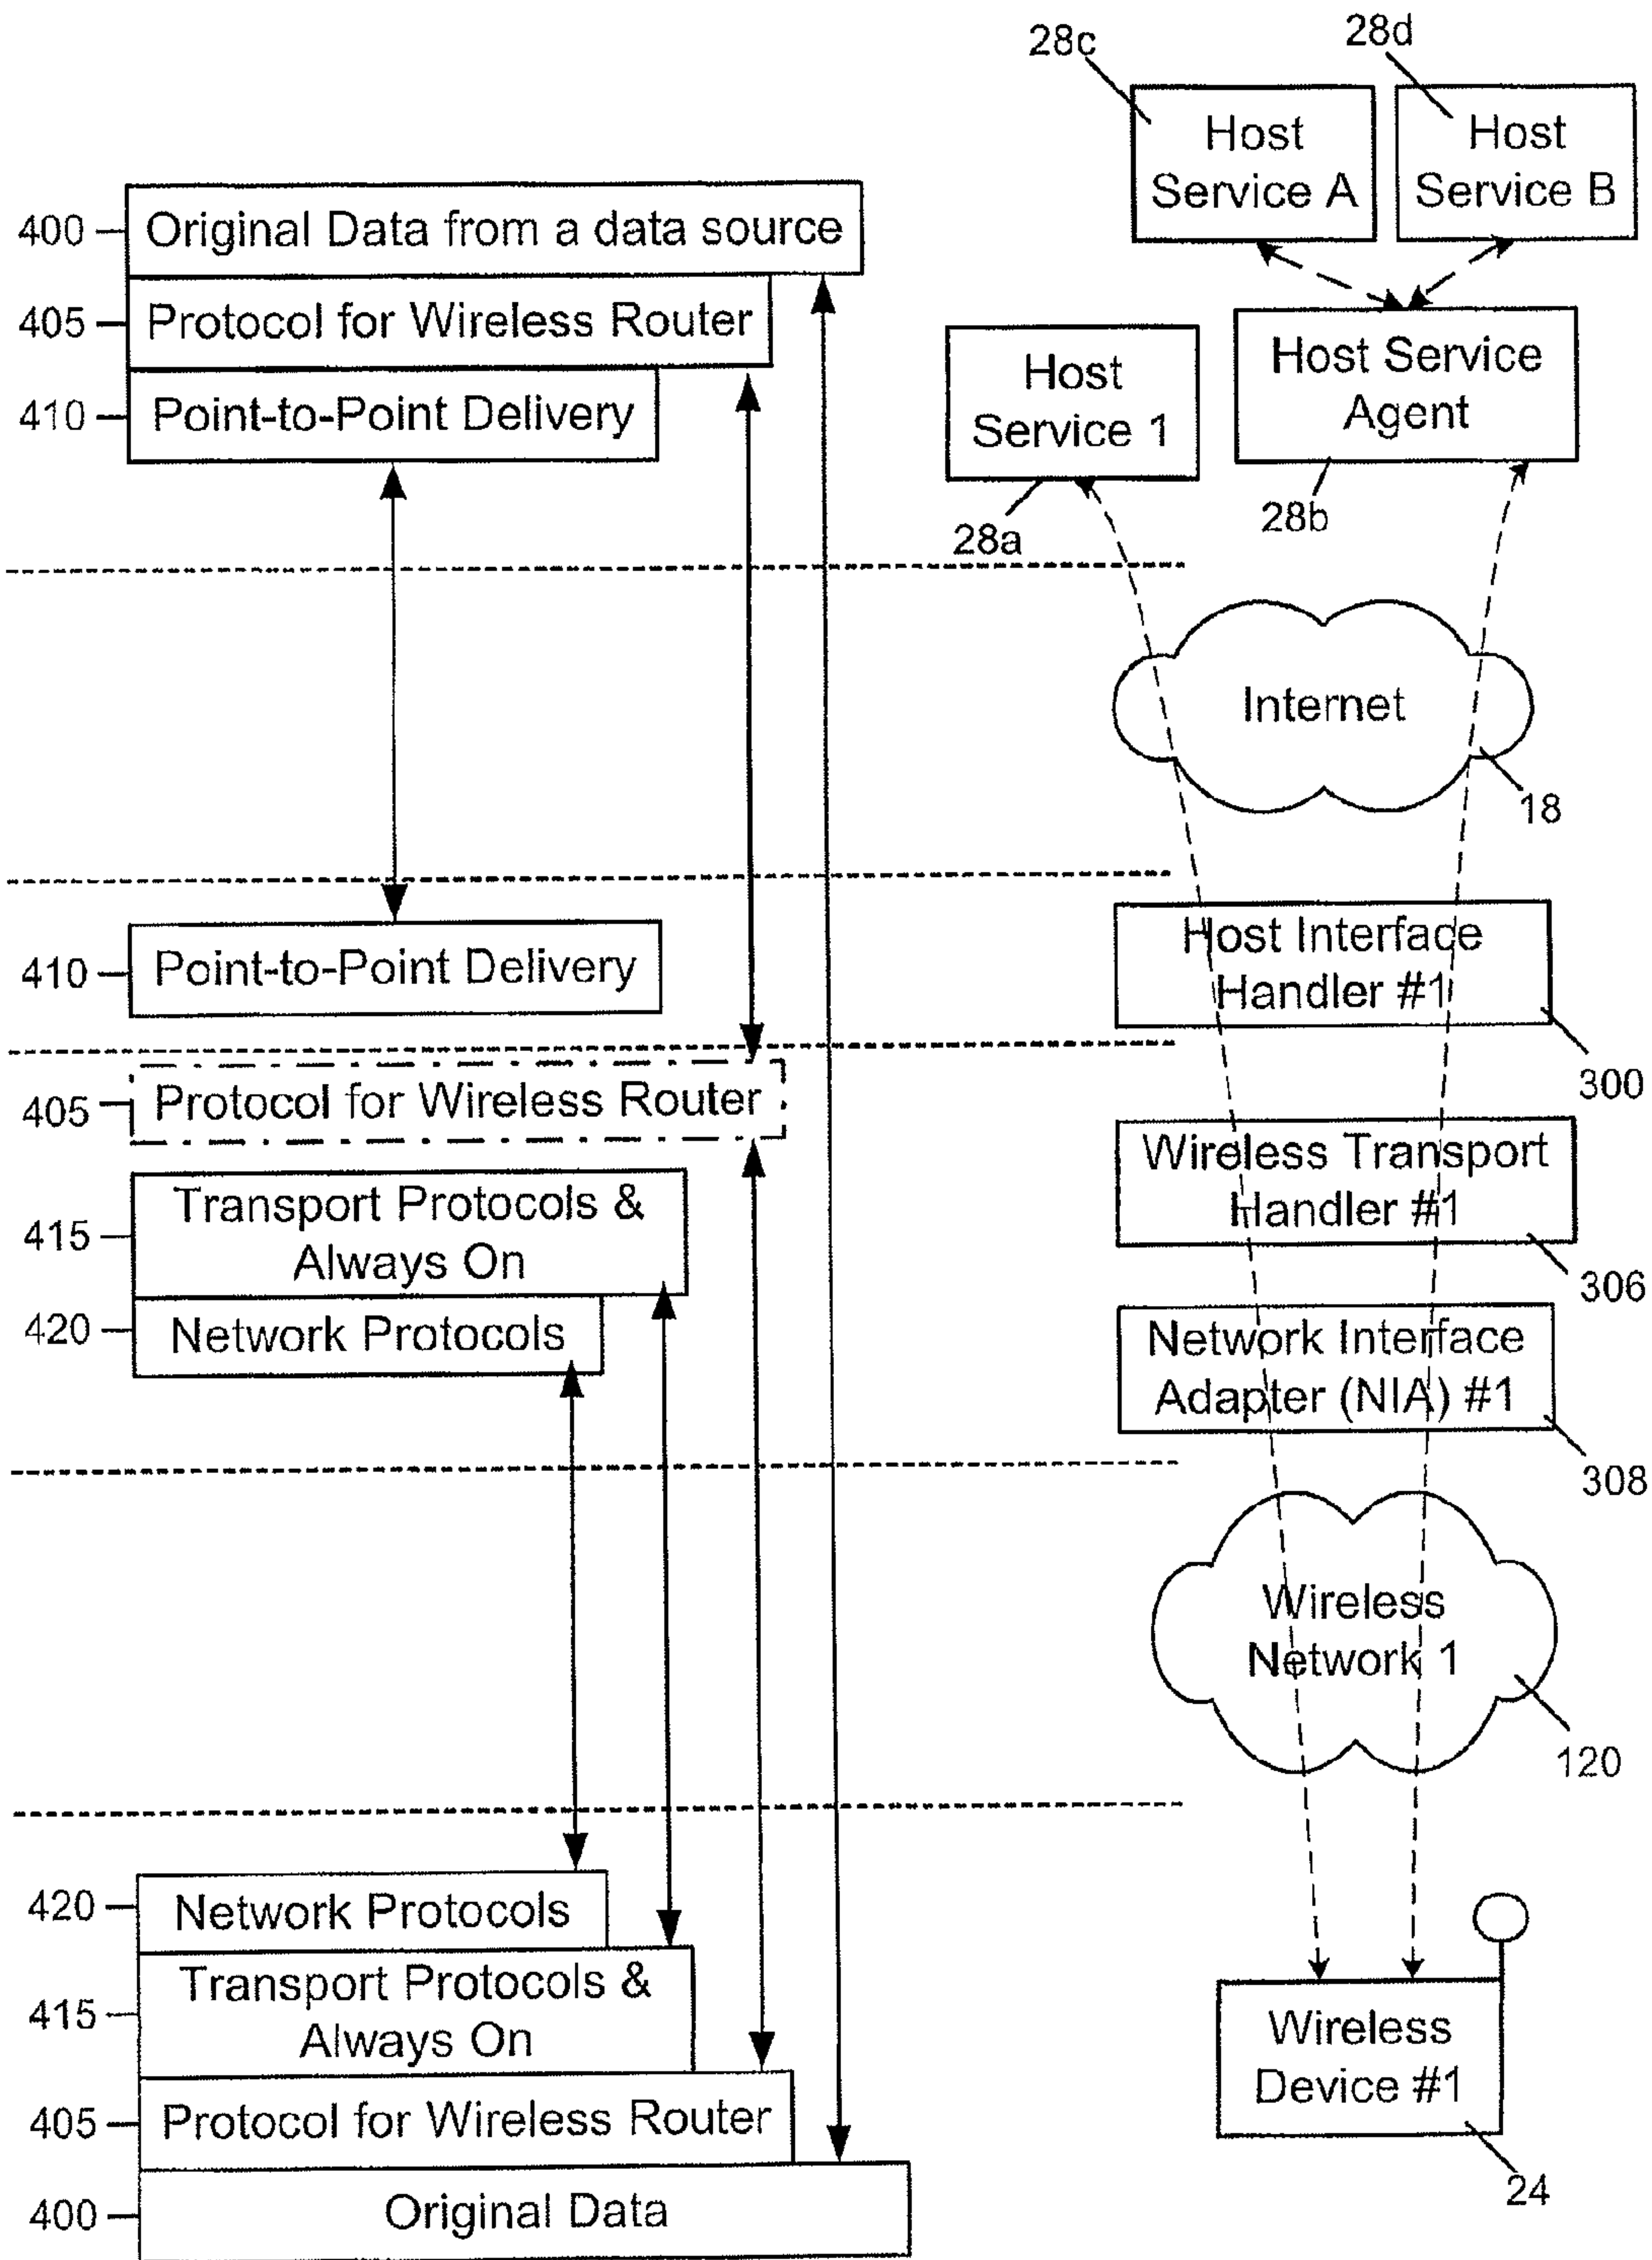 28c
28d
Host
Service A
Host
Service B
400
Original Data from a data source
405
Protocol for Wireless Router
410
Point-to-Point Delivery
Host
Service 1
Host Service
Agent
28a
28b
Internet
18
410
Point-to-Point Delivery
Host Interface
Handler #1
300
405
Protocol for Wireless Router
Wireless Transport
Handler #1
306
415
Transport Protocols &
Always On
420
Network Protocols
Network Interface
Adapter (NIA) #1
308
Wireless
Network 1
120
420
Network Protocols
415
Transport Protocols &
Always On
405
Protocol for Wireless Router
400
Original Data
Wireless
Device #1
24